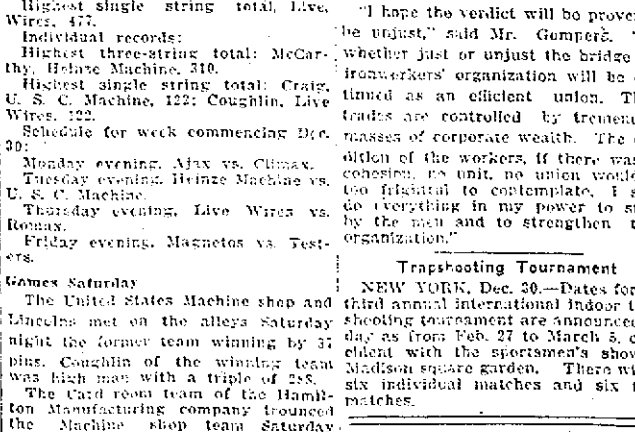 Highest single string total, Live
Wires, 477.
Individual records:
Highest three-string total: McCar-
thy, Heinze Machine, 310.
Highest single string total: Craig,
U. S. C. Machine, 122; Coughlin, Live
Wires, 122.
Schedule for week commencing Dec.
30:
Monday evening, Ajax vs. Climax.
Tuesday evening, Heinze Machine vs.
U. S. C. Machine.
Thursday evening, Live Wires vs.
Romax.
Friday evening, Magnetos vs. Test-
ers.
Games Saturday
The United States Machine shop and
Lincolns met on the alleys Saturday
night the former team winning by 37
pins. Coughlin of the winning team
was high man with a triple of 288.
The Card room team of the Hamil-
ton Manufacturing company trounced
the Machine shop team Saturday
"I hope the verdict will be prove
be unjust," said Mr. Gompers.
whether just or unjust the bridge
ironworkers' organization will be
tinued as an efficient union. Th
trades are controlled by tremen
masses of corporate wealth. The
dition of the workers, if there was
cohesion, no unit, no union would
too frightful to contemplate. I
do everything in my power to s
by the men and to strengthen
organization."
Trapshooting Tournament
NEW YORK, Dec. 30.—Dates for
third annual international indoor t
shooting tournament are announced
day as from Feb. 27 to March 5, c
cident with the sportsmen's show
Madison square garden. There wi
six individual matches and six t
matches.